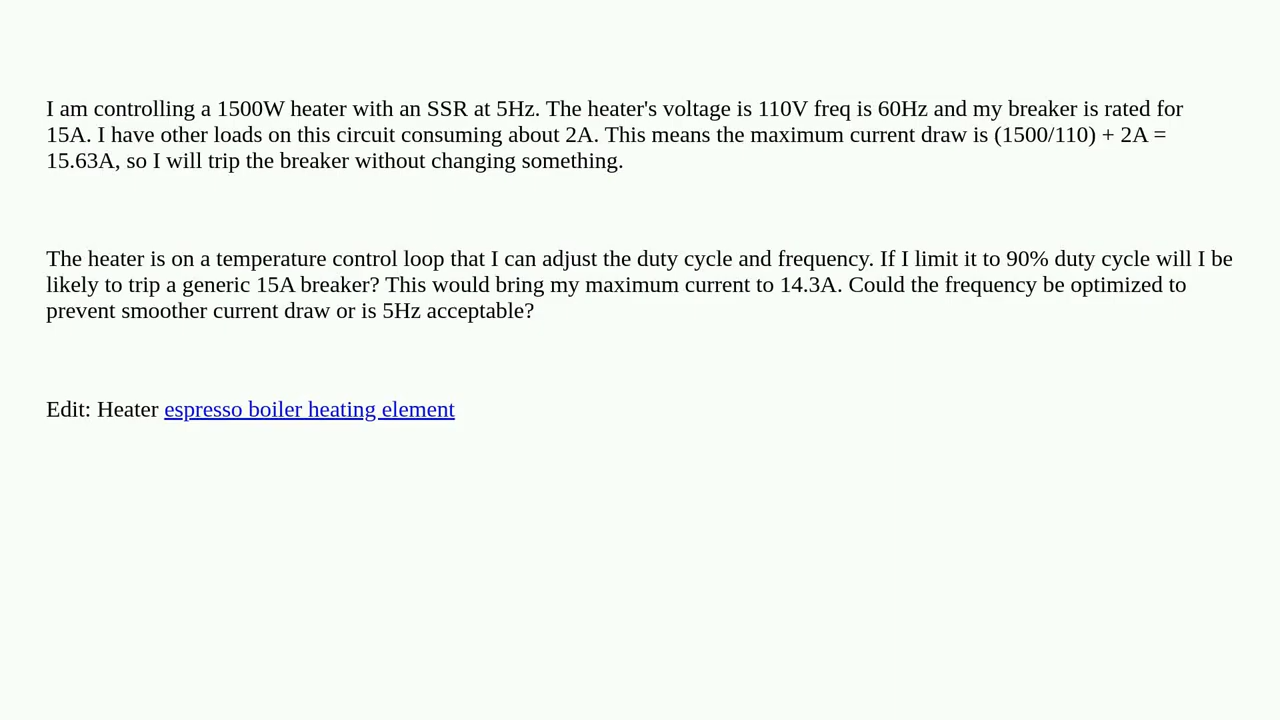 I am controlling a 1500W heater with an SSR at 5Hz. The heater's voltage is 110V freq is 60Hz and my breaker is rated for
15A. I have other loads on this circuit consuming about 2A. This means the maximum current draw is (1500/110) + 2A =
15.63A, so I will trip the breaker without changing something.
The heater is on a temperature control loop that I can adjust the duty cycle and frequency. If I limit it to 90% duty cycle will I be
likely to trip a generic 15A breaker? This would bring my maximum current to 14.3A. Could the frequency be optimized to
prevent smoother current draw or is 5Hz acceptable?
Edit: Heater espresso boiler heating element